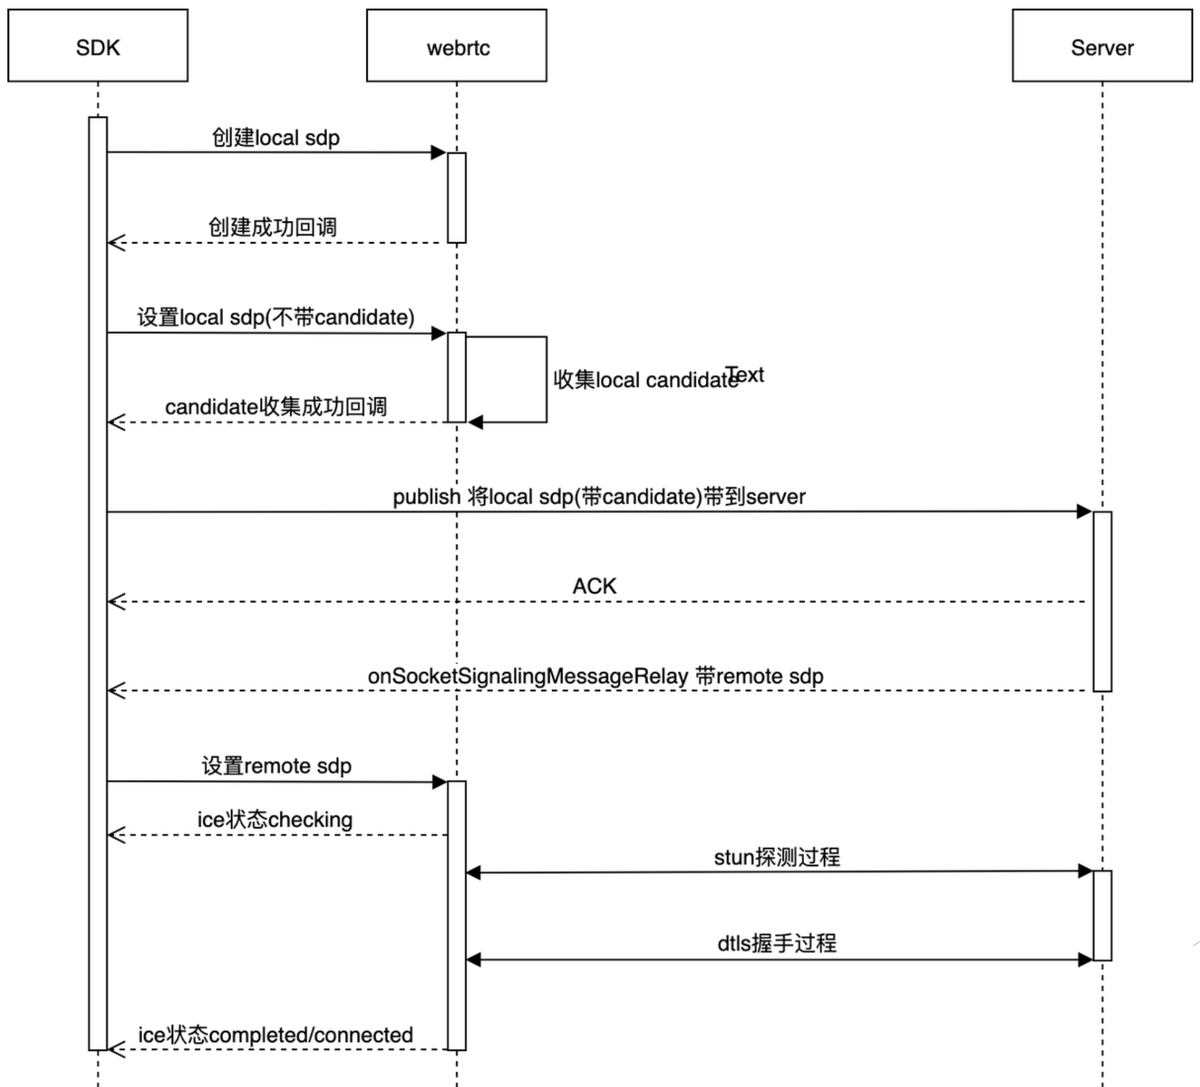 SDK
webrtc
Server
创建local sdp
创建成功回调
设置local sdp(不带candidate)
收集local candidate
Text
candidate收集成功回调
publish 将local sdp(带candidate)带到server
ACK
onSocketSignalingMessageRelay 带remote sdp
设置remote sdp
ice状态checking
stun探测过程
dtls握手过程
ice状态completed/connected